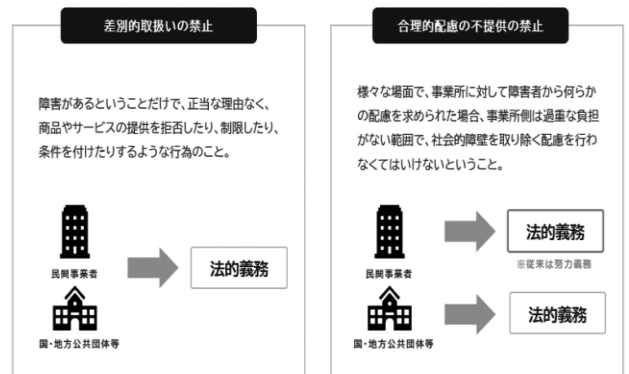 差別的取扱いの禁止
障害があるということだけで、正当な理由なく、
商品やサービスの提供を拒否したり、制限したり、
条件を付けたりするような行為のこと。
民間事業者
法的義務
国・地方公共団体等
合理的配慮の不提供の禁止
様々な場面で、事業所に対して障害者から何らか
の配慮を求められた場合、事業所側は過重な負担
がない範囲で、社会的障壁を取り除く配慮を行わ
なくてはいけないということ。
法的義務
民間事業者
※従来は努力義務
法的義務
国・地方公共団体等